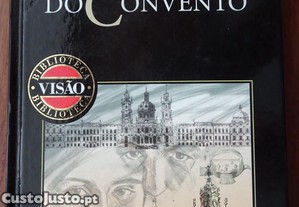 DO CONVENTO
BIBLIOTECA
VISÃO
BIBLIOTECA
CustoJusto.pt